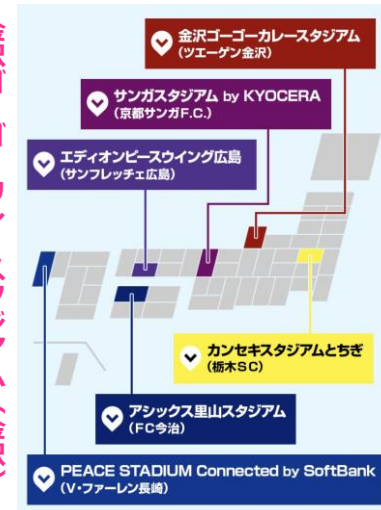 金沢ゴーゴーカレースタジアム
(ツエーゲン金沢)
サンガスタジアム by KYOCERA
(京都サンガF.C.)
エディオンピースウイング広島
(サンフレッチェ広島)
カンセキスタジアムとちぎ
(栃木SC)
アシックス里山スタジアム
(FC今治)
PEACE STADIUM Connected by SoftBank
(V・ファーレン長崎)